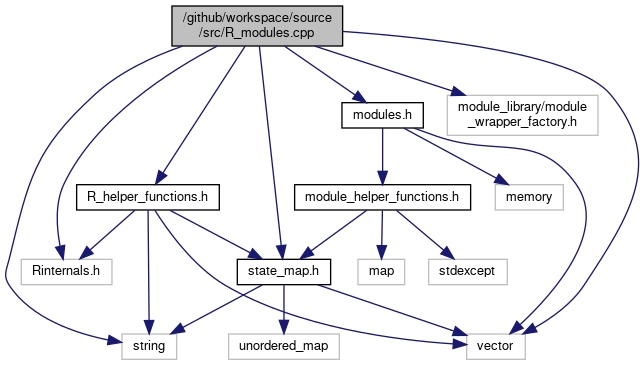 /github/workspace/source
/src/R_modules.cpp
module_library/module
_wrapper_factory.h
modules.h
R_helper_functions.h
module_helper_functions.h
memory
Rinternals.h
state_map.h
map
stdexcept
string
unordered_map
vector